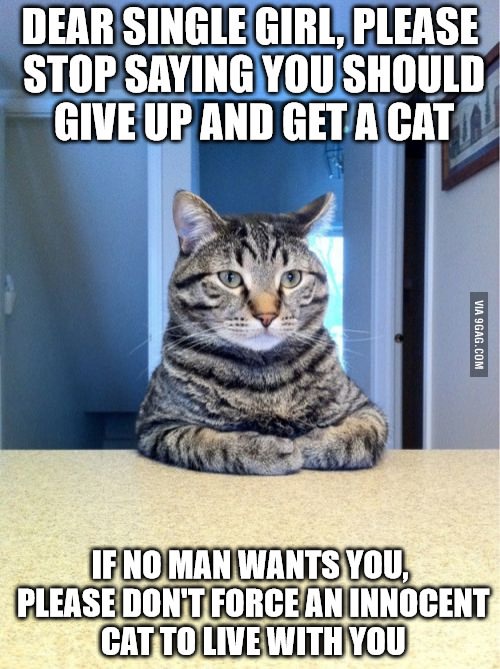 DEAR SINGLE GIRL, PLEASE
STOP SAYING YOU SHOULD
GIVE UP AND GET A CAT
VIA 9GAG.COM
IF NO MAN WANTS YOU,
PLEASE DON'T FORCE AN INNOCENT
CAT TO LIVE WITH YOU